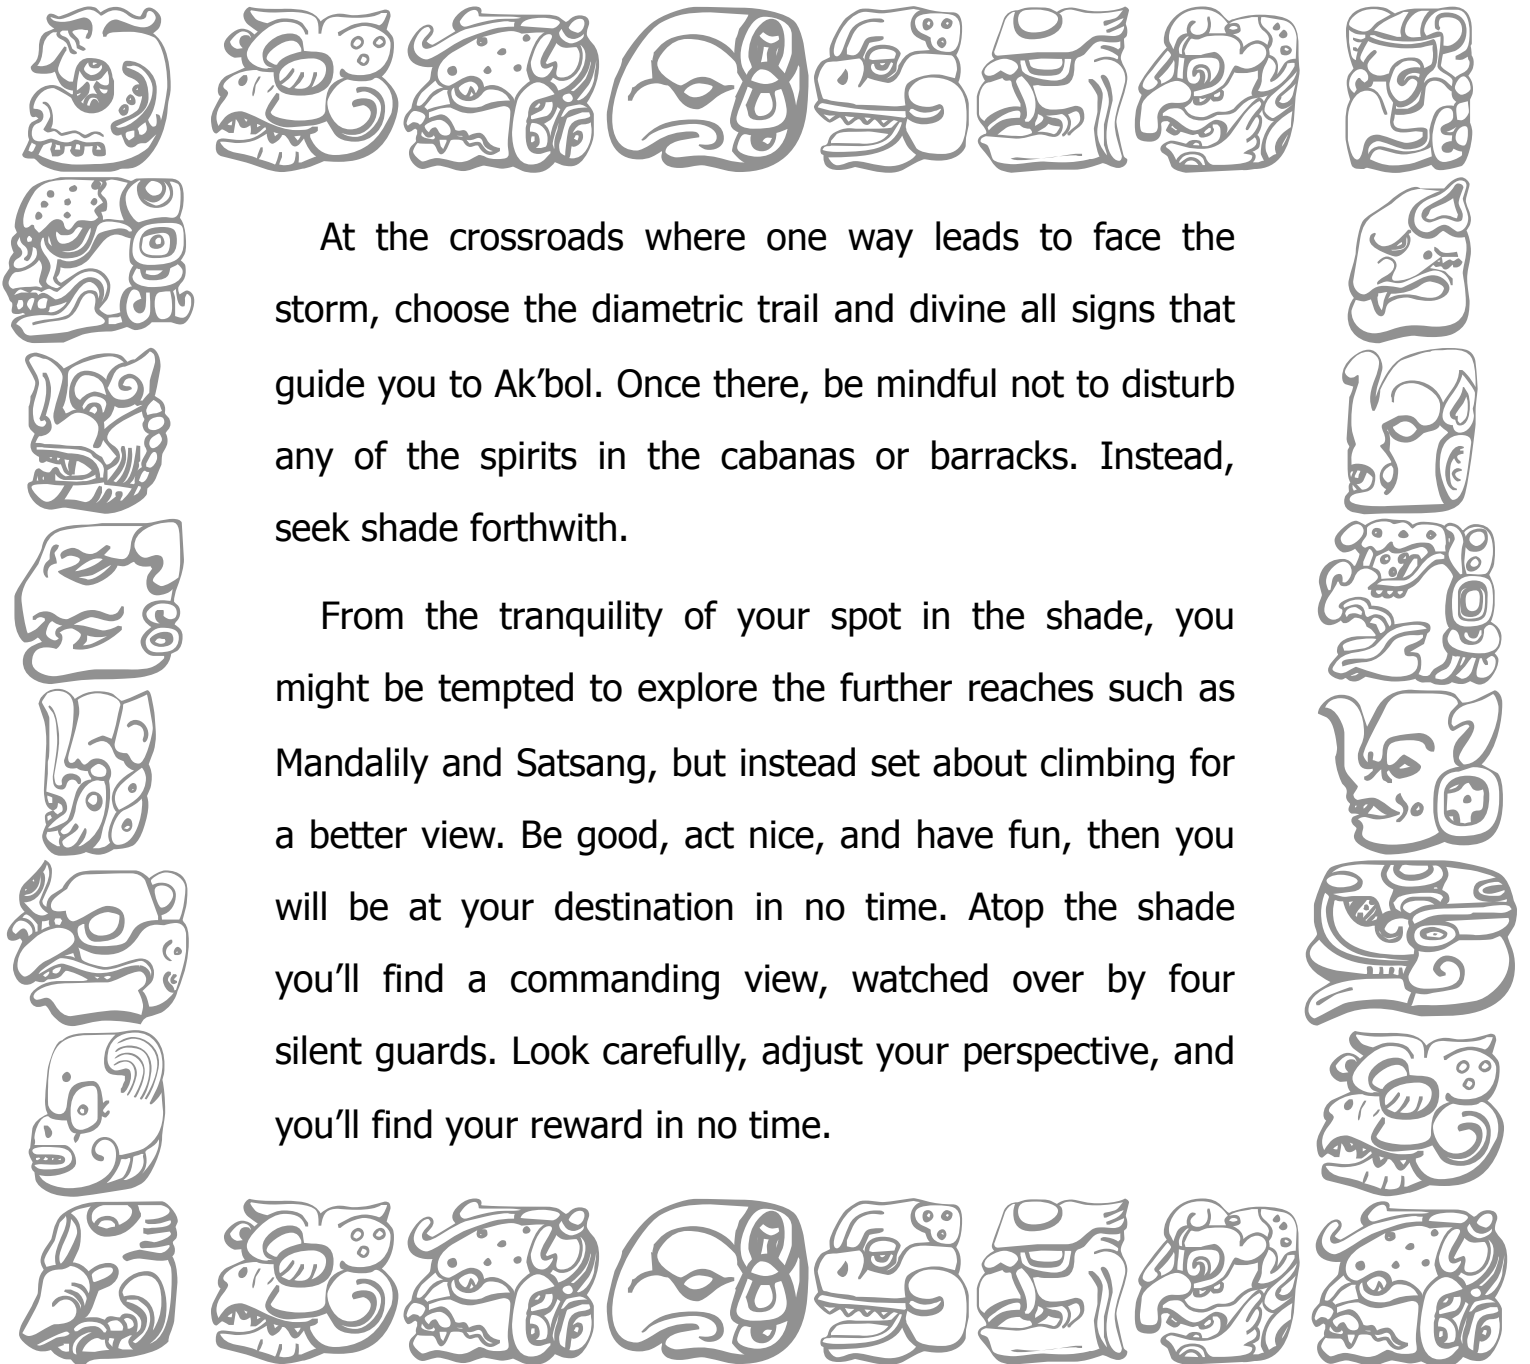 At the crossroads where one way leads to face the
storm, choose the diametric trail and divine all signs that
guide you to Ak’bol. Once there, be mindful not to disturb
any of the spirits in the cabanas or barracks. Instead,
seek shade forthwith.
From the tranquility of your spot in the shade, you
might be tempted to explore the further reaches such as
Mandalily and Satsang, but instead set about climbing for
a better view. Be good, act nice, and have fun, then you
will be at your destination in no time. Atop the shade
you’ll find a commanding view, watched over by four
silent guards. Look carefully, adjust your perspective, and
you’ll find your reward in no time.